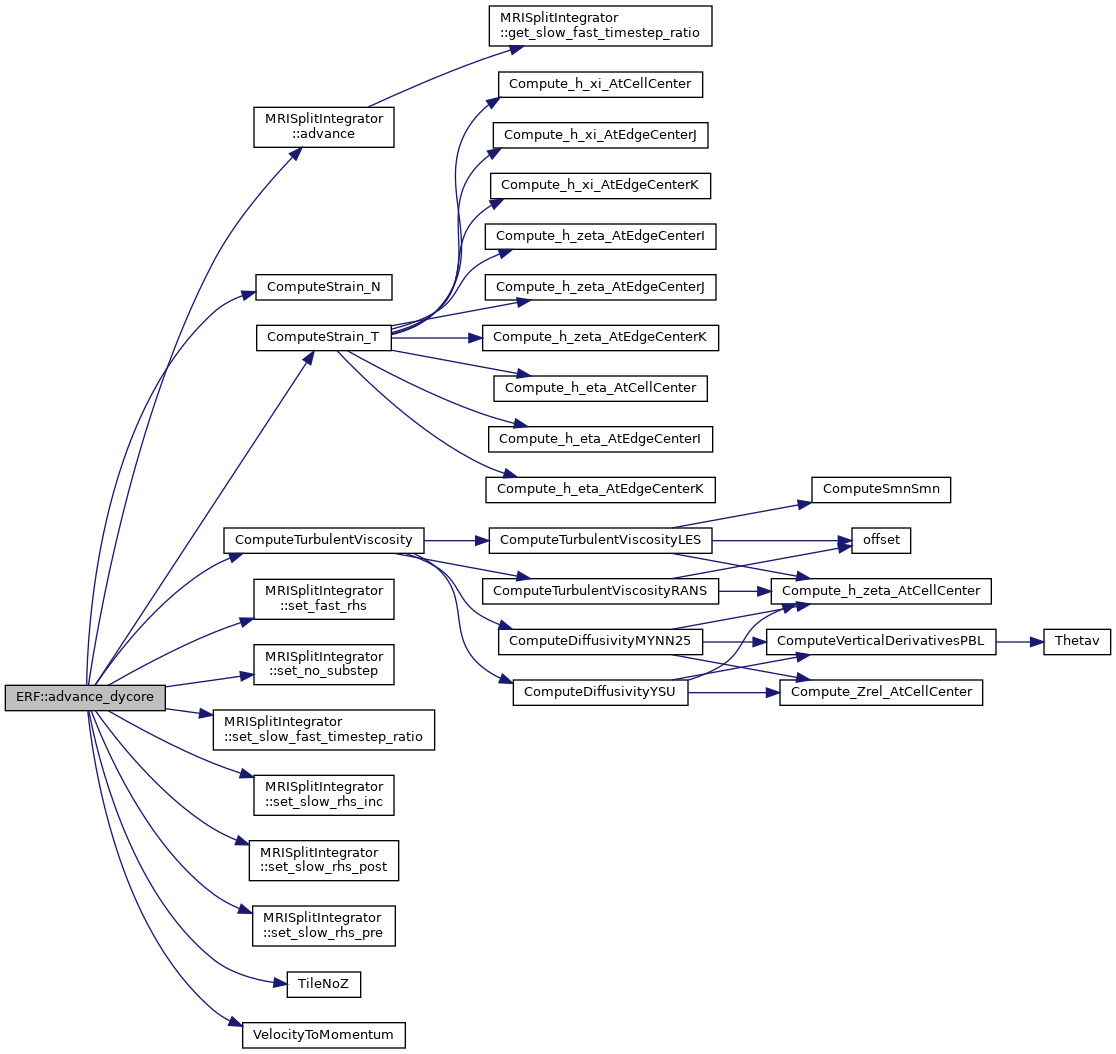 MRISplitIntegrator
::get_slow_fast_timestep_ratio
Compute_h_xi_AtCellCenter
MRISplitIntegrator
::advance
Compute_h_xi_AtEdgeCenterJ
Compute_h_xi_AtEdgeCenterK
Compute_h_zeta_AtEdgeCenterI
ComputeStrain_N
Compute_h_zeta_AtEdgeCenterJ
ComputeStrain_T
Compute_h_zeta_AtEdgeCenterK
Compute_h_eta_AtCellCenter
Compute_h_eta_AtEdgeCenterI
Compute_h_eta_AtEdgeCenterK
ComputeSmnSmn
ComputeTurbulentViscosity
ComputeTurbulentViscosityLES
offset
MRISplitIntegrator
::set_fast_rhs
ComputeTurbulentViscosityRANS
Compute_h_zeta_AtCellCenter
MRISplitIntegrator
::set_no_substep
ComputeDiffusivityMYNN25
ComputeVerticalDerivativesPBL
Thetav
ERF::advance_dycore
ComputeDiffusivityYSU
Compute_Zrel_AtCellCenter
MRISplitIntegrator
::set_slow_fast_timestep_ratio
MRISplitIntegrator
::set_slow_rhs_inc
MRISplitIntegrator
::set_slow_rhs_post
MRISplitIntegrator
::set_slow_rhs_pre
TileNoZ
VelocityToMomentum